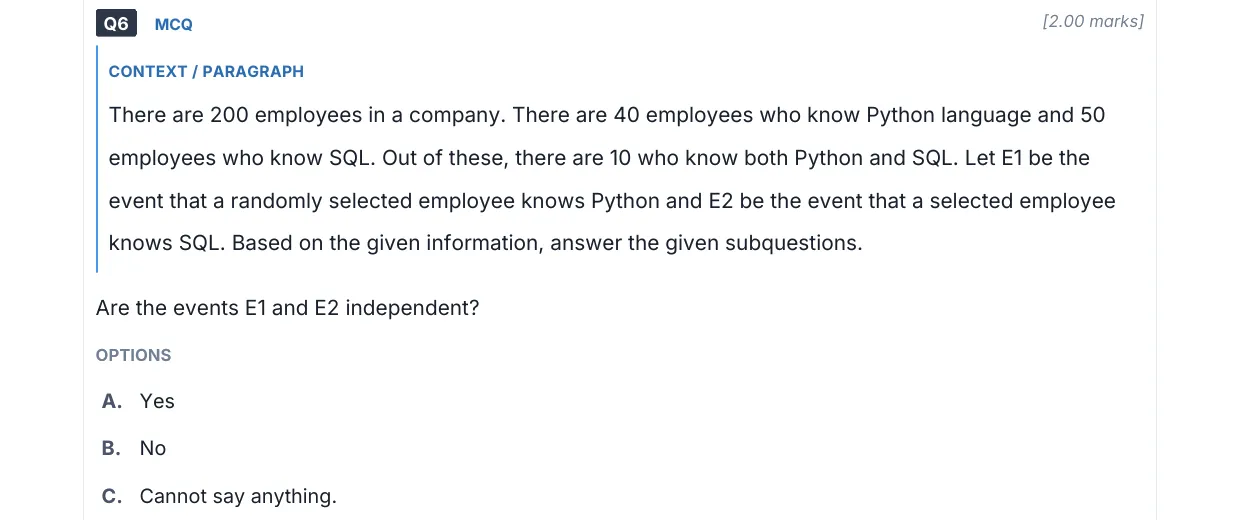 Q6 MCQ [2.00 marks]
CONTEXT / PARAGRAPH
There are 200 employees in a company. There are 40 employees who know Python language and 50
employees who know SQL. Out of these, there are 10 who know both Python and SQL. Let E1 be the
event that a randomly selected employee knows Python and E2 be the event that a selected employee
knows SQL. Based on the given information, answer the given subquestions.
Are the events E1 and E2 independent?
OPTIONS
A. Yes
B. No
C. Cannot say anything.